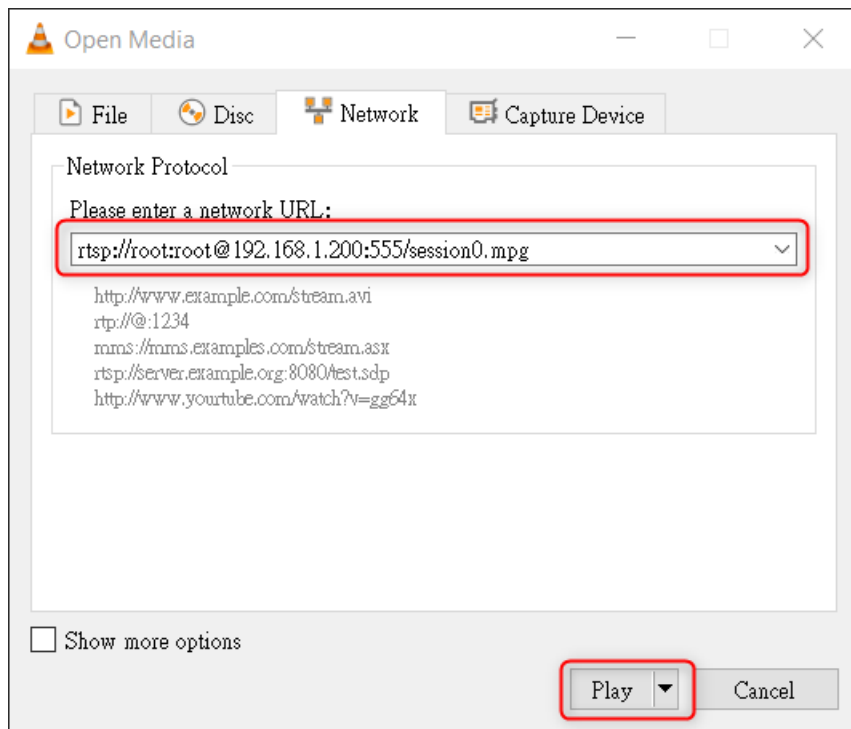 Open Media
File Disc Network Capture Device
Network Protocol
Please enter a network URL:
rtsp://root:root@192.168.1.200:555/session0.mpg
http://www.example.com/stream.avi
rtp://@:1234
mms://mms.examples.com/stream.asx
rtsp://server.example.org:8080/test.sdp
http://www.yourtube.com/watch?v=gg64x
Show more options
Play Cancel